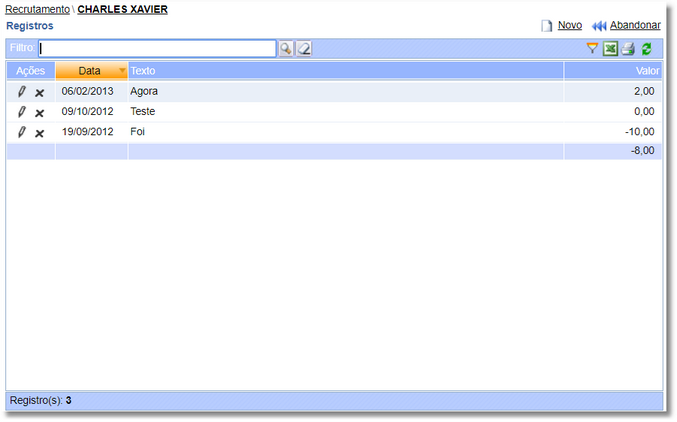 Recrutamento \ CHARLES XAVIER
Registros Novo Abandonar
Filtro:
Ações Data Texto Valor
06/02/2013 Agora 2,00
09/10/2012 Teste 0,00
19/09/2012 Foi -10,00
-8,00
Registro(s): 3